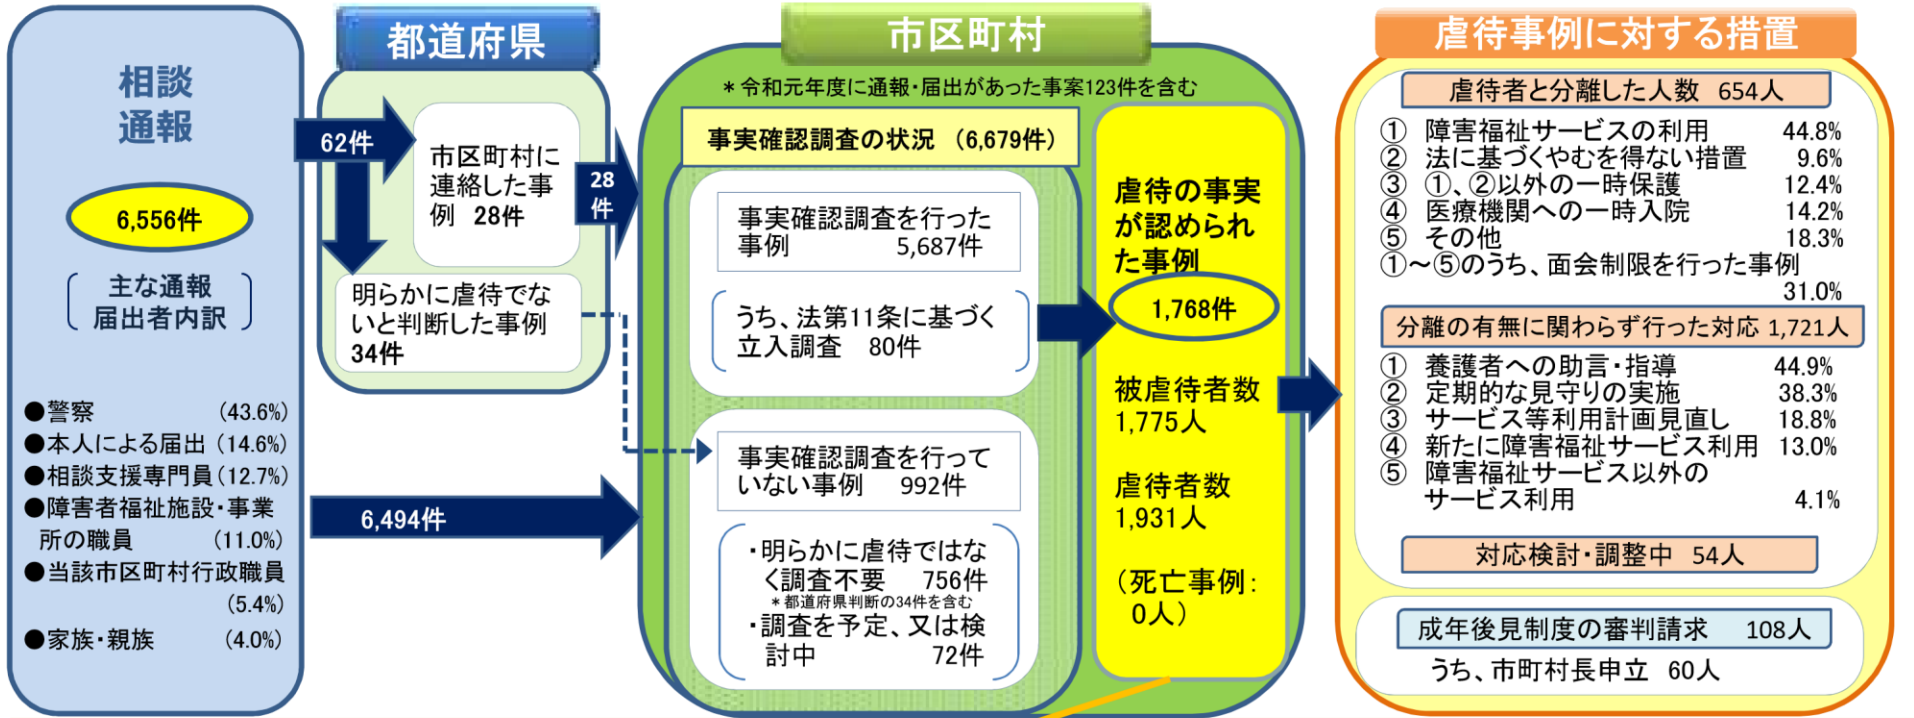 相談
通報
6,556件
主な通報
届出者内訳
●警察 (43.6%)
●本人による届出 (14.6%)
●相談支援専門員 (12.7%)
●障害者福祉施設・事業
所の職員 (11.0%)
●当該市区町村行政職員
(5.4%)
●家族・親族 (4.0%)
都道府県
62件
市区町村に
連絡した事
例 28件
28
件
明らかに虐待でな
いと判断した事例
34件
6,494件
市区町村
＊令和元年度に通報・届出があった事案123件を含む
事実確認調査の状況 （6,679件）
事実確認調査を行った
事例 5,687件
うち、法第11条に基づく
立入調査 80件
事実確認調査を行って
いない事例 992件
・明らかに虐待ではな
く調査不要 756件
＊都道府県判断の34件を含む
・調査を予定、又は検
討中 72件
虐待の事実
が認められ
た事例
1,768件
被虐待者数
1,775人
虐待者数
1,931人
（死亡事例：
0人）
虐待事例に対する措置
虐待者と分離した人数 654人
① 障害福祉サービスの利用 44.8%
② 法に基づくやむを得ない措置 9.6%
③ ①、②以外の一時保護 12.4%
④ 医療機関への一時入院 14.2%
⑤ その他 18.3%
①～⑤のうち、面会制限を行った事例
31.0%
分離の有無に関わらず行った対応 1,721人
① 養護者への助言・指導 44.9%
② 定期的な見守りの実施 38.3%
③ サービス等利用計画見直し 18.8%
④ 新たに障害福祉サービス利用 13.0%
⑤ 障害福祉サービス以外の
サービス利用 4.1%
対応検討・調整中 54人
成年後見制度の審判請求 108人
うち、市町村長申立 60人